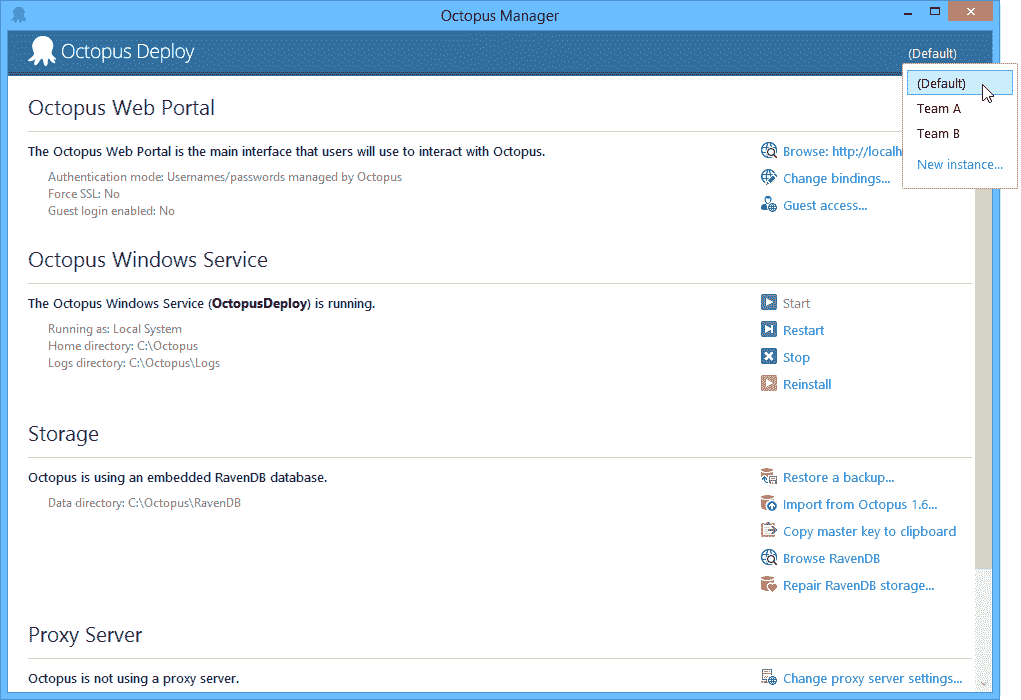 Octopus Manager
Octopus Deploy
(Default)
(Default)
Team A
Team B
New instance...
Octopus Web Portal
The Octopus Web Portal is the main interface that users will use to interact with Octopus.
Authentication mode: Usernames/passwords managed by Octopus
Force SSL: No
Guest login enabled: No
Browse: http://localh
Change bindings...
Guest access...
Octopus Windows Service
The Octopus Windows Service (OctopusDeploy) is running.
Running as: Local System
Home directory: C:\Octopus
Logs directory: C:\Octopus\Logs
Start
Restart
Stop
Reinstall
Storage
Octopus is using an embedded RavenDB database.
Data directory: C:\Octopus\RavenDB
Restore a backup...
Import from Octopus 1.6...
Copy master key to clipboard
Browse RavenDB
Repair RavenDB storage...
Proxy Server
Octopus is not using a proxy server.
Change proxy server settings...